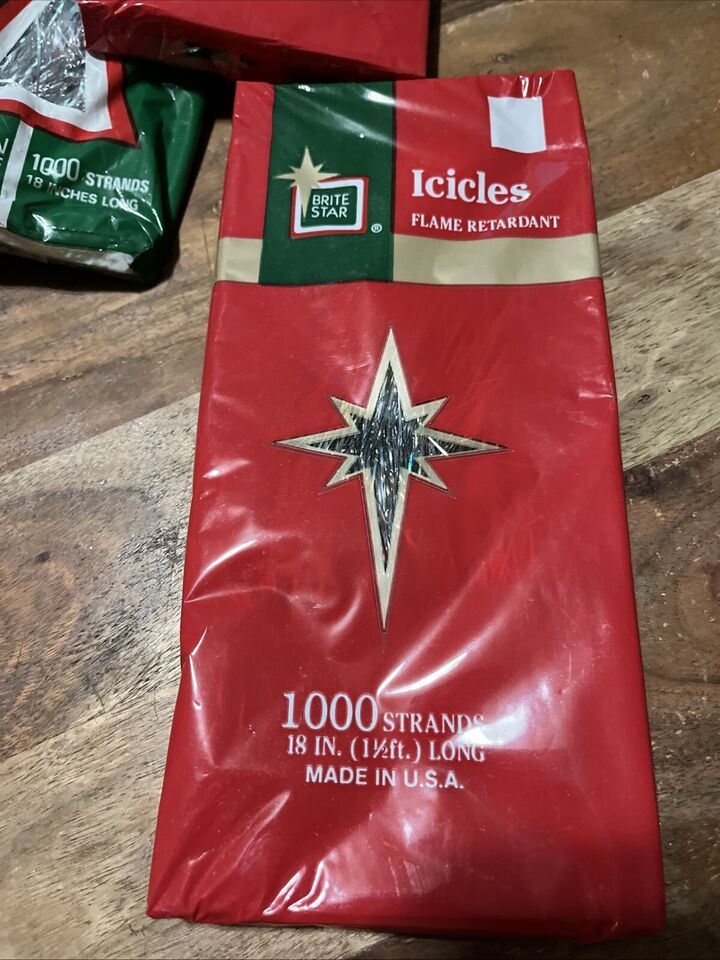 1000 STRANDS
18 INCHES LONG
BRITE
STAR
®
Icicles
FLAME RETARDANT
1000 STRANDS
18 IN. (1½ft.) LONG
MADE IN U.S.A.